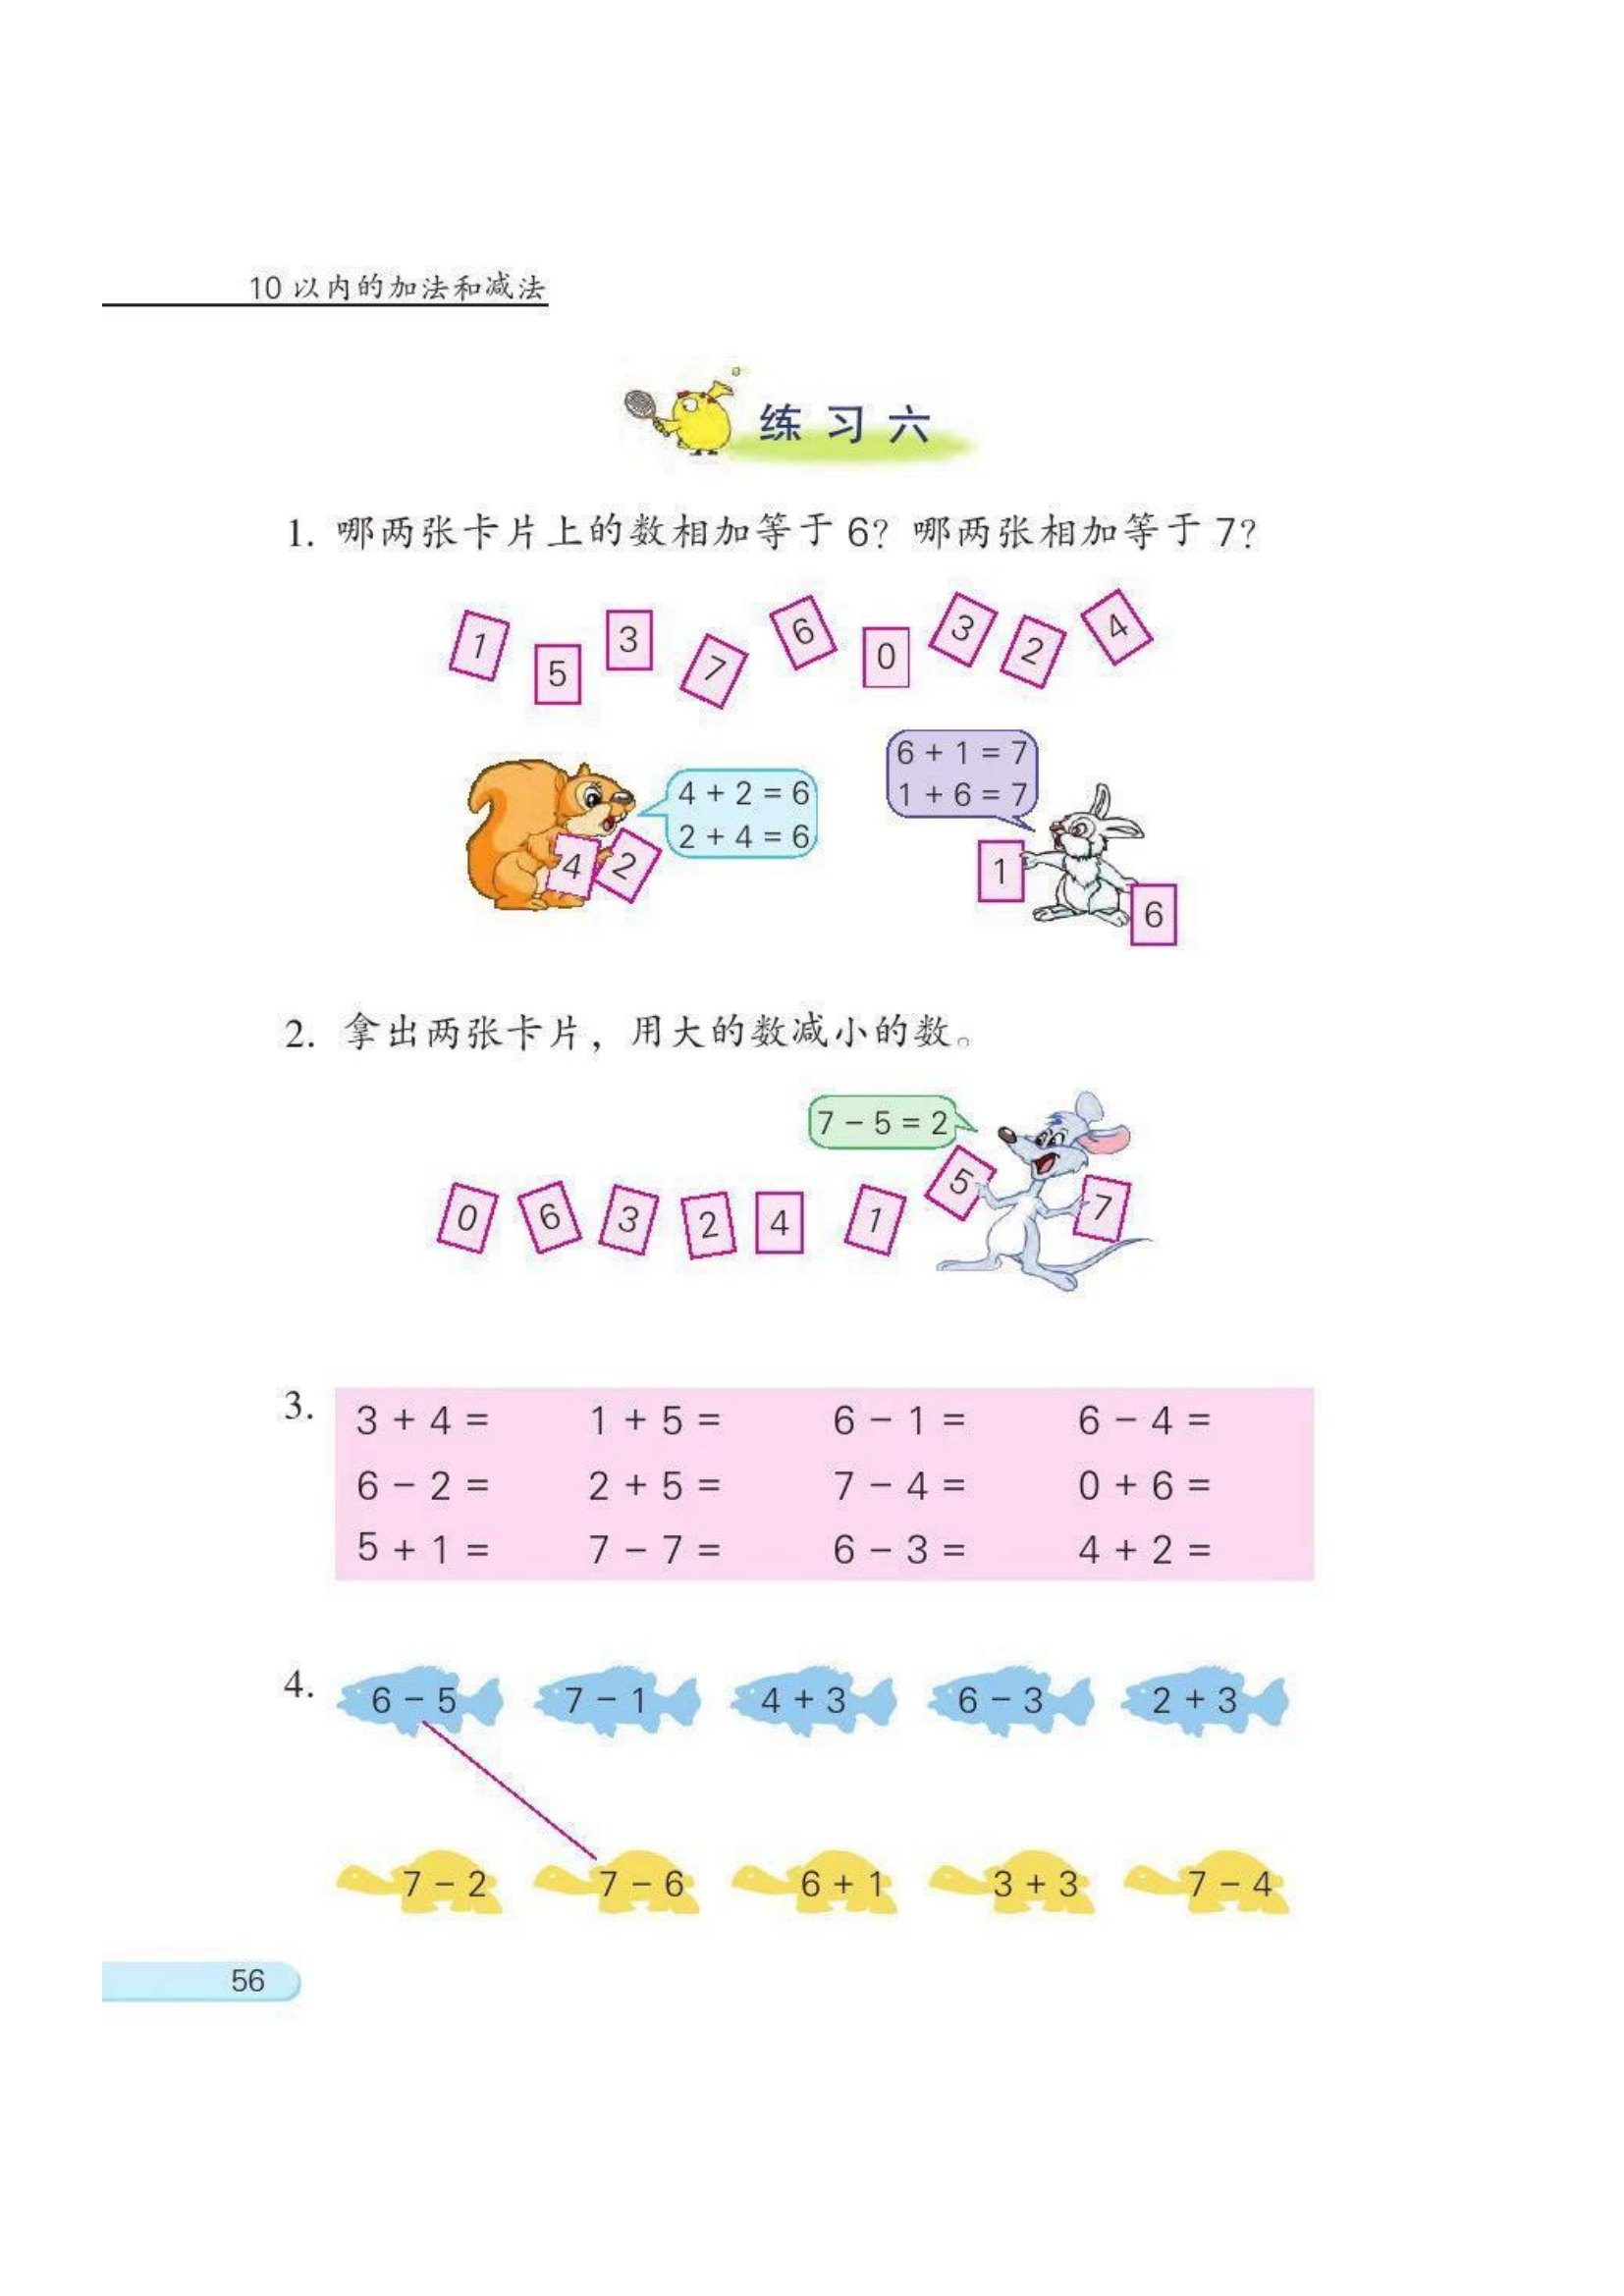 10 以内的加法和减法
练 习 六
1. 哪两张卡片上的数相加等于 6？哪两张相加等于 7？
1 5 3 7 6 0 3 2 4
4 + 2 = 6
2 + 4 = 6
4 2
6 + 1 = 7
1 + 6 = 7
1 6
2. 拿出两张卡片，用大的数减小的数。
7 － 5 = 2
0 6 3 2 4 1 5 7
3. 3 + 4 = 1 + 5 = 6 － 1 = 6 － 4 =
6 － 2 = 2 + 5 = 7 － 4 = 0 + 6 =
5 + 1 = 7 － 7 = 6 － 3 = 4 + 2 =
4. 6 － 5 7 － 1 4 + 3 6 － 3 2 + 3
7 － 2 7 － 6 6 + 1 3 + 3 7 － 4
56